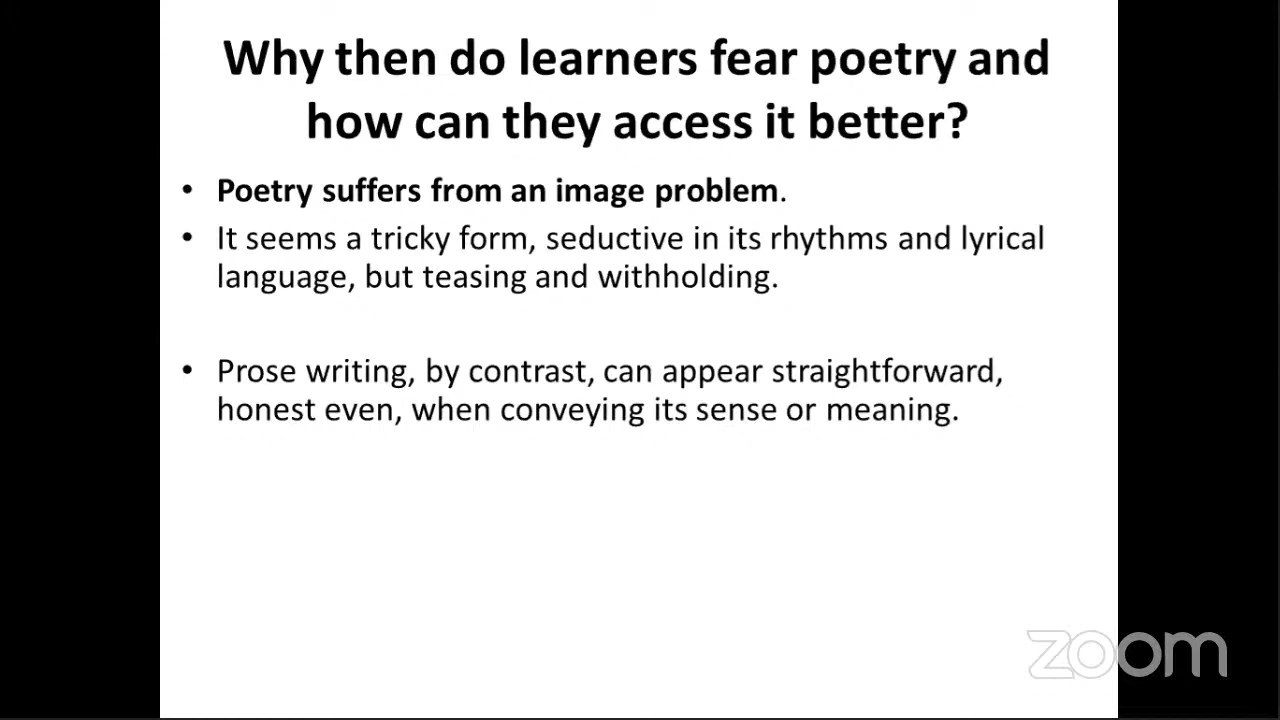 Why then do learners fear poetry and
how can they access it better?
• Poetry suffers from an image problem.
• It seems a tricky form, seductive in its rhythms and lyrical
language, but teasing and withholding.
• Prose writing, by contrast, can appear straightforward,
honest even, when conveying its sense or meaning.
zoom